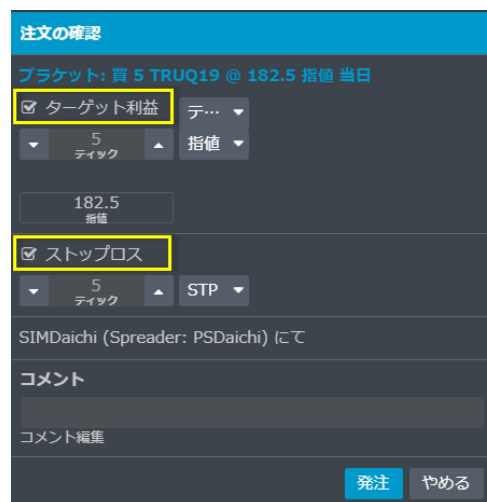 注文の確認
ブラケット: 買 5 TRUQ19 @ 182.5 指値 当日
ターゲット利益 テ…
5 指値
ティック
182.5
指値
ストップロス
5 STP
ティック
SIMDaichi (Spreader: PSDaichi) にて
コメント
コメント編集
発注 やめる